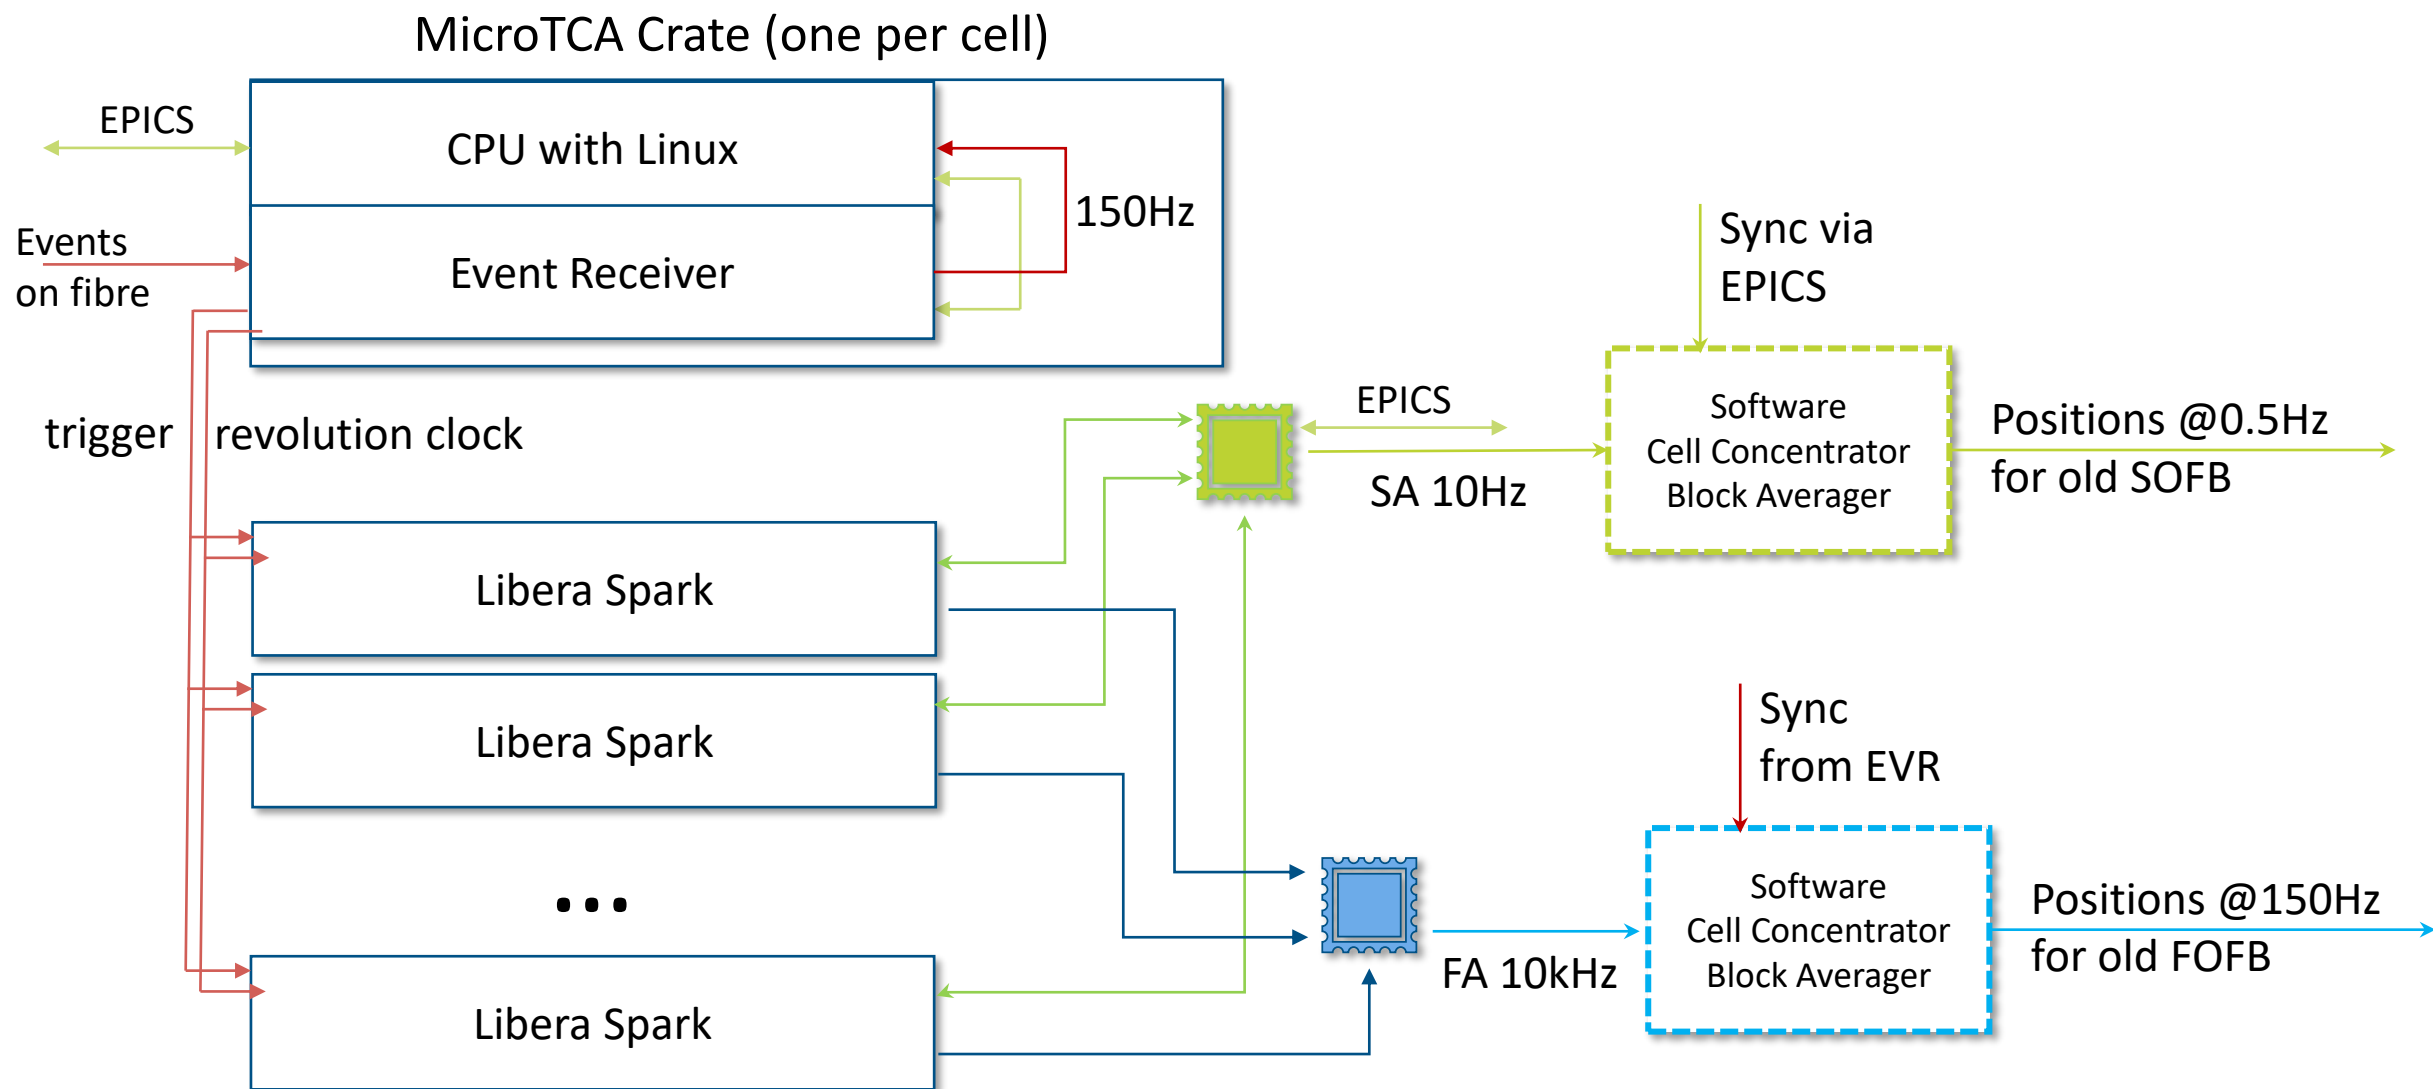 MicroTCA Crate (one per cell)
EPICS
CPU with Linux
150Hz
Events
on fibre
Event Receiver
Sync via
EPICS
trigger
revolution clock
EPICS
SA 10Hz
Software
Cell Concentrator
Block Averager
Positions @0.5Hz
for old SOFB
Libera Spark
Libera Spark
...
Libera Spark
Sync
from EVR
FA 10kHz
Software
Cell Concentrator
Block Averager
Positions @150Hz
for old FOFB